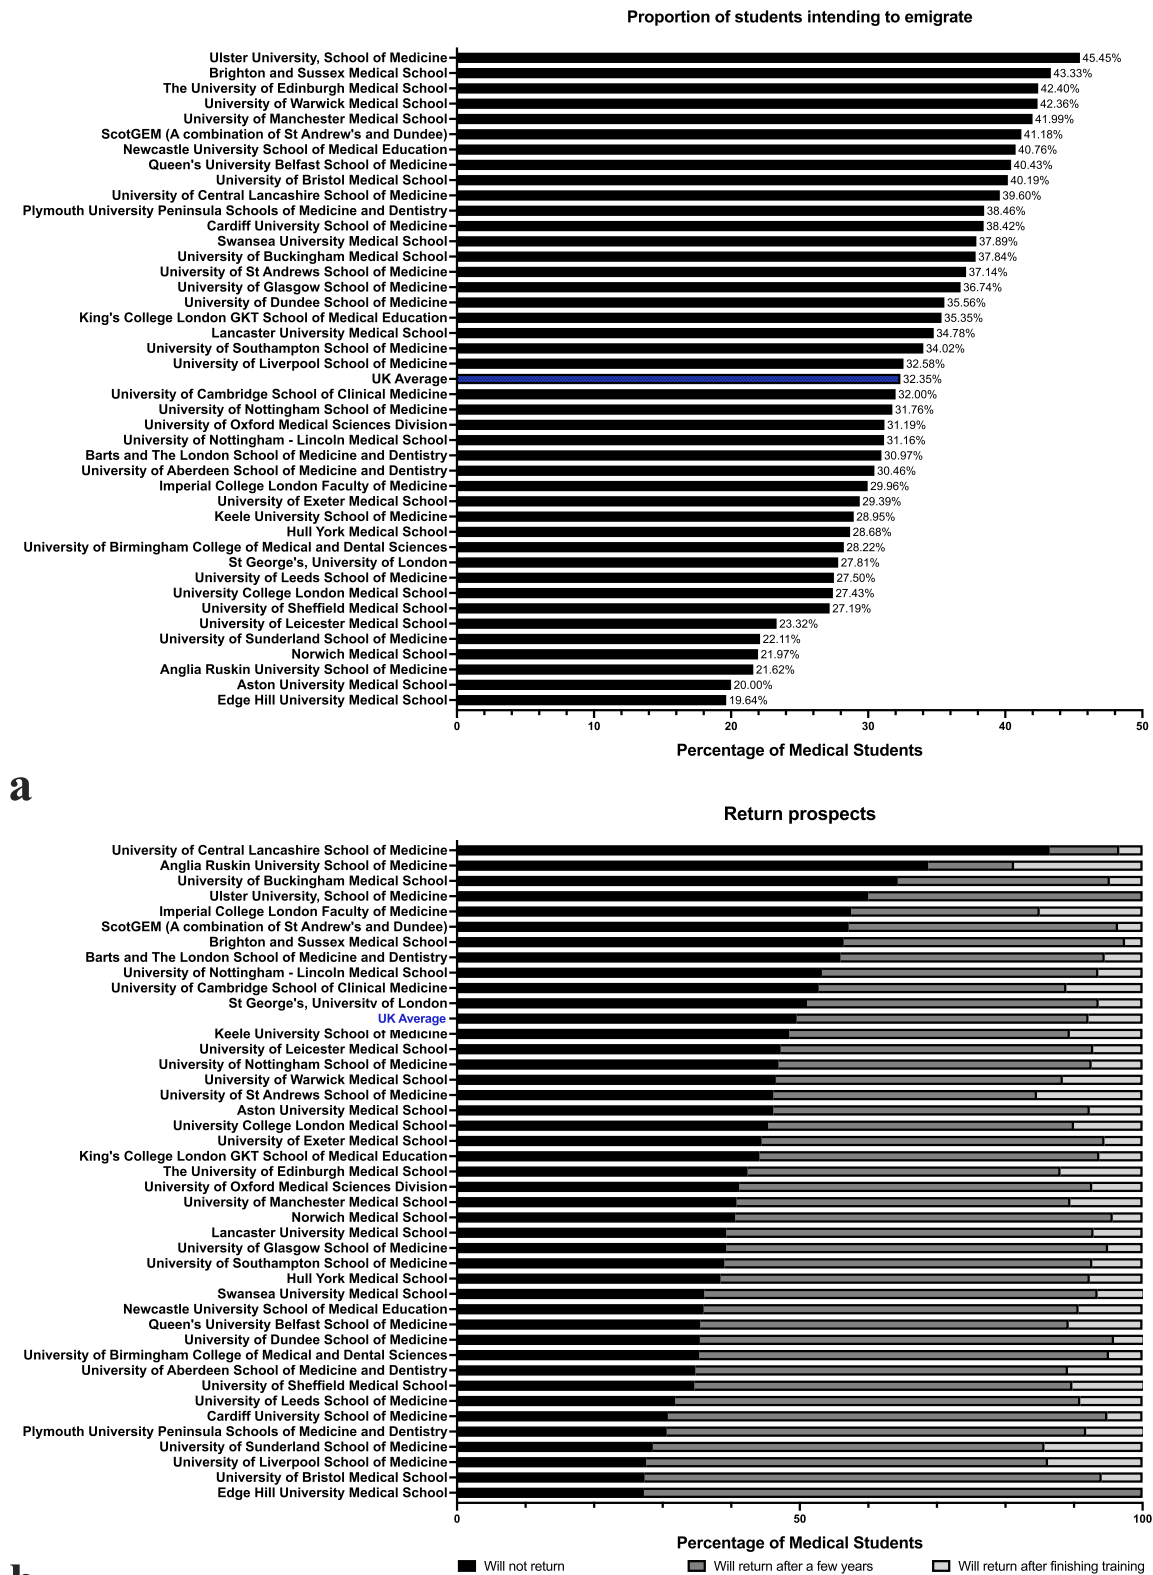 Proportion of students intending to emigrate
Ulster University, School of Medicine 45.45%
Brighton and Sussex Medical School 43.33%
The University of Edinburgh Medical School 42.40%
University of Warwick Medical School 42.36%
University of Manchester Medical School 41.99%
ScotGEM (A combination of St Andrew's and Dundee) 41.18%
Newcastle University School of Medical Education 40.76%
Queen's University Belfast School of Medicine 40.43%
University of Bristol Medical School 40.19%
University of Central Lancashire School of Medicine 39.60%
Plymouth University Peninsula Schools of Medicine and Dentistry 38.46%
Cardiff University School of Medicine 38.42%
Swansea University Medical School 37.89%
University of Buckingham Medical School 37.84%
University of St Andrews School of Medicine 37.14%
University of Glasgow School of Medicine 36.74%
University of Dundee School of Medicine 35.56%
King's College London GKT School of Medical Education 35.35%
Lancaster University Medical School 34.78%
University of Southampton School of Medicine 34.02%
University of Liverpool School of Medicine 32.58%
UK Average 32.35%
University of Cambridge School of Clinical Medicine 32.00%
University of Nottingham School of Medicine 31.76%
University of Oxford Medical Sciences Division 31.19%
University of Nottingham - Lincoln Medical School 31.16%
Barts and The London School of Medicine and Dentistry 30.97%
University of Aberdeen School of Medicine and Dentistry 30.46%
Imperial College London Faculty of Medicine 29.96%
University of Exeter Medical School 29.39%
Keele University School of Medicine 28.95%
Hull York Medical School 28.68%
University of Birmingham College of Medical and Dental Sciences 28.22%
St George's, University of London 27.81%
University of Leeds School of Medicine 27.50%
University College London Medical School 27.43%
University of Sheffield Medical School 27.19%
University of Leicester Medical School 23.32%
University of Sunderland School of Medicine 22.11%
Norwich Medical School 21.97%
Anglia Ruskin University School of Medicine 21.62%
Aston University Medical School 20.00%
Edge Hill University Medical School 19.64%
0 10 20 30 40 50
Percentage of Medical Students
a
Return prospects
University of Central Lancashire School of Medicine
Anglia Ruskin University School of Medicine
University of Buckingham Medical School
Ulster University, School of Medicine
Imperial College London Faculty of Medicine
ScotGEM (A combination of St Andrew's and Dundee)
Brighton and Sussex Medical School
Barts and The London School of Medicine and Dentistry
University of Nottingham - Lincoln Medical School
University of Cambridge School of Clinical Medicine
St George's, University of London
UK Average
Keele University School of Medicine
University of Leicester Medical School
University of Nottingham School of Medicine
University of Warwick Medical School
University of St Andrews School of Medicine
Aston University Medical School
University College London Medical School
University of Exeter Medical School
King's College London GKT School of Medical Education
The University of Edinburgh Medical School
University of Oxford Medical Sciences Division
University of Manchester Medical School
Norwich Medical School
Lancaster University Medical School
University of Glasgow School of Medicine
University of Southampton School of Medicine
Hull York Medical School
Swansea University Medical School
Newcastle University School of Medical Education
Queen's University Belfast School of Medicine
University of Dundee School of Medicine
University of Birmingham College of Medical and Dental Sciences
University of Aberdeen School of Medicine and Dentistry
University of Sheffield Medical School
University of Leeds School of Medicine
Cardiff University School of Medicine
Plymouth University Peninsula Schools of Medicine and Dentistry
University of Sunderland School of Medicine
University of Liverpool School of Medicine
University of Bristol Medical School
Edge Hill University Medical School
0 50 100
Percentage of Medical Students
Will not return Will return after a few years Will return after finishing training